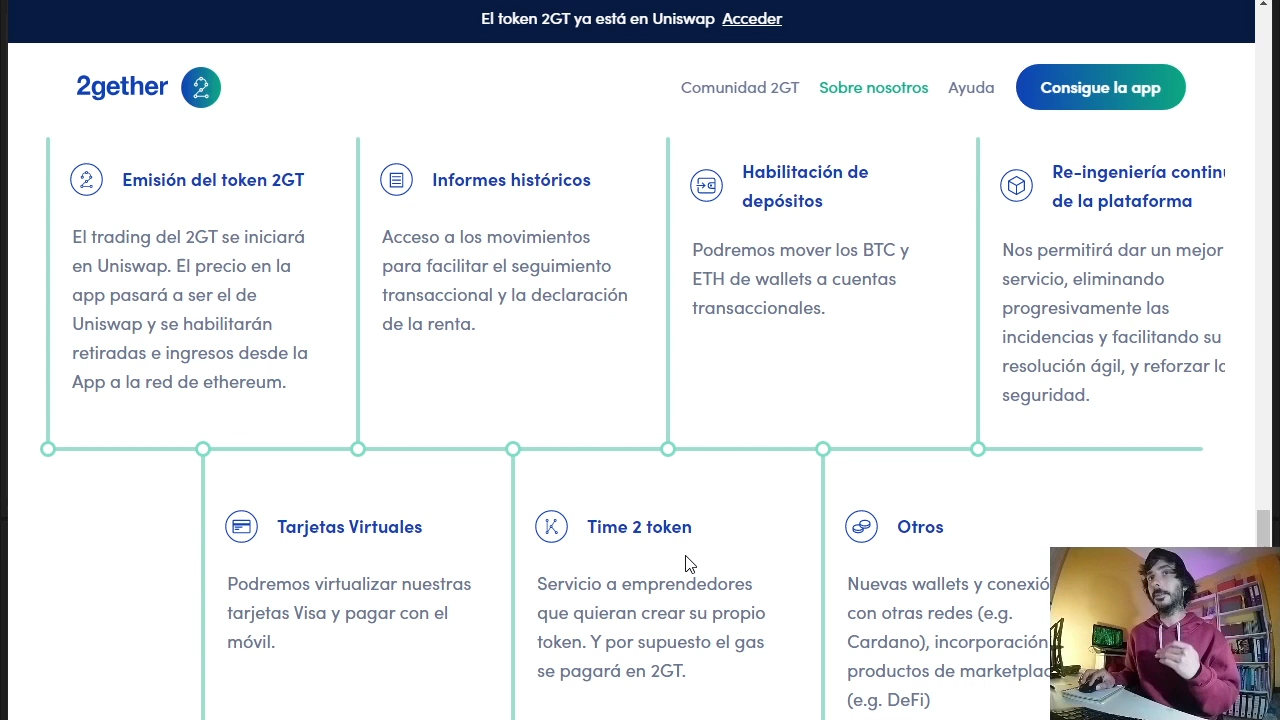 El token 2GT ya está en Uniswap Acceder
2gether
Comunidad 2GT Sobre nosotros Ayuda Consigue la app
Emisión del token 2GT
El trading del 2GT se iniciará
en Uniswap. El precio en la
app pasará a ser el de
Uniswap y se habilitarán
retiradas e ingresos desde la
App a la red de ethereum.
Informes históricos
Acceso a los movimientos
para facilitar el seguimiento
transaccional y la declaración
de la renta.
Habilitación de
depósitos
Podremos mover los BTC y
ETH de wallets a cuentas
transaccionales.
Re-ingeniería
de la plataforma
Nos permitirá dar un mejor
servicio, eliminando
progresivamente las
incidencias y facilitando su
resolución ágil, y reforzar
seguridad.
Tarjetas Virtuales
Podremos virtualizar nuestras
tarjetas Visa y pagar con el
móvil.
Time 2 token
Servicio a emprendedores
que quieran crear su propio
token. Y por supuesto el gas
se pagará en 2GT.
Otros
Nuevas wallets y
con otras redes (e.g.
Cardano), incorporación
productos de
(e.g. DeFi)